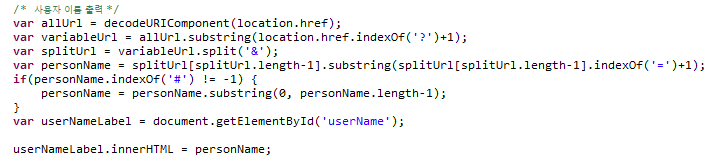 /* 사용자 이름 출력 */
var allUrl = decodeURIComponent(location.href);
var variableUrl = allUrl.substring(location.href.indexOf('?')+1);
var splitUrl = variableUrl.split('&');
var personName = splitUrl[splitUrl.length-1].substring(splitUrl[splitUrl.length-1].indexOf('=')+1);
if(personName.indexOf('#') != -1) {
    personName = personName.substring(0, personName.length-1);
}
var userNameLabel = document.getElementById('userName');
userNameLabel.innerHTML = personName;